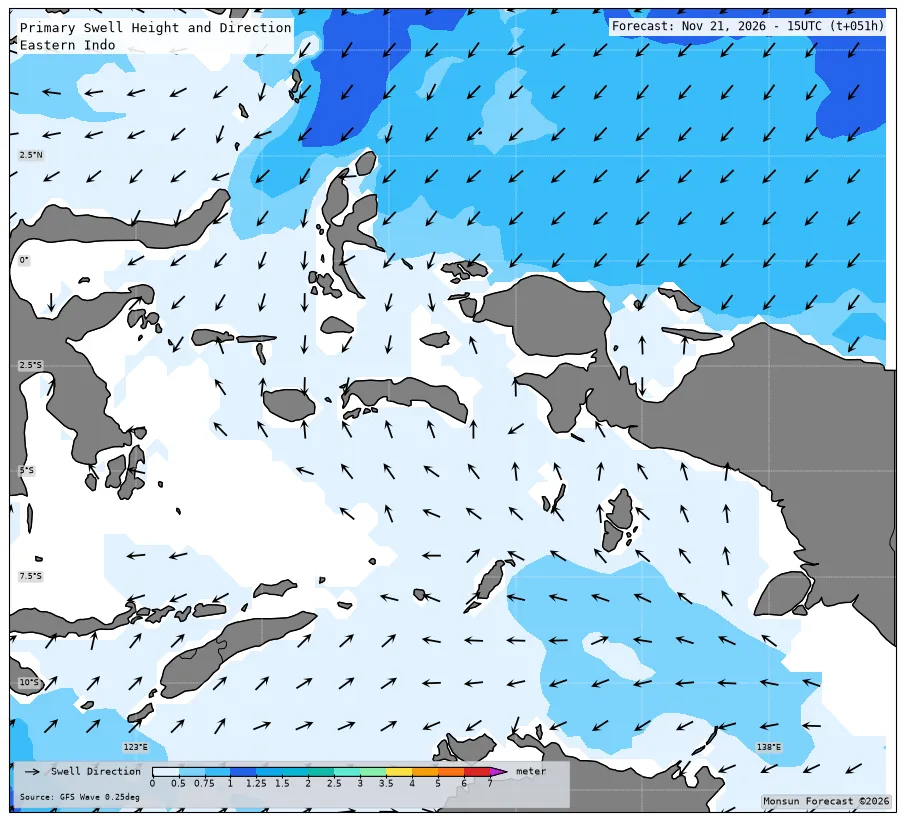 Primary Swell Height and Direction
Eastern Indo
Forecast: Nov 21, 2026 - 15UTC (t+051h)
2.5°N
0°
2.5°S
5°S
7.5°S
10°S
123°E
138°E
Swell Direction
meter
0 0.5 0.75 1 1.25 1.5 2 2.5 3 3.5 4 5 6 7
Source: GFS Wave 0.25deg
Monsun Forecast ©2026